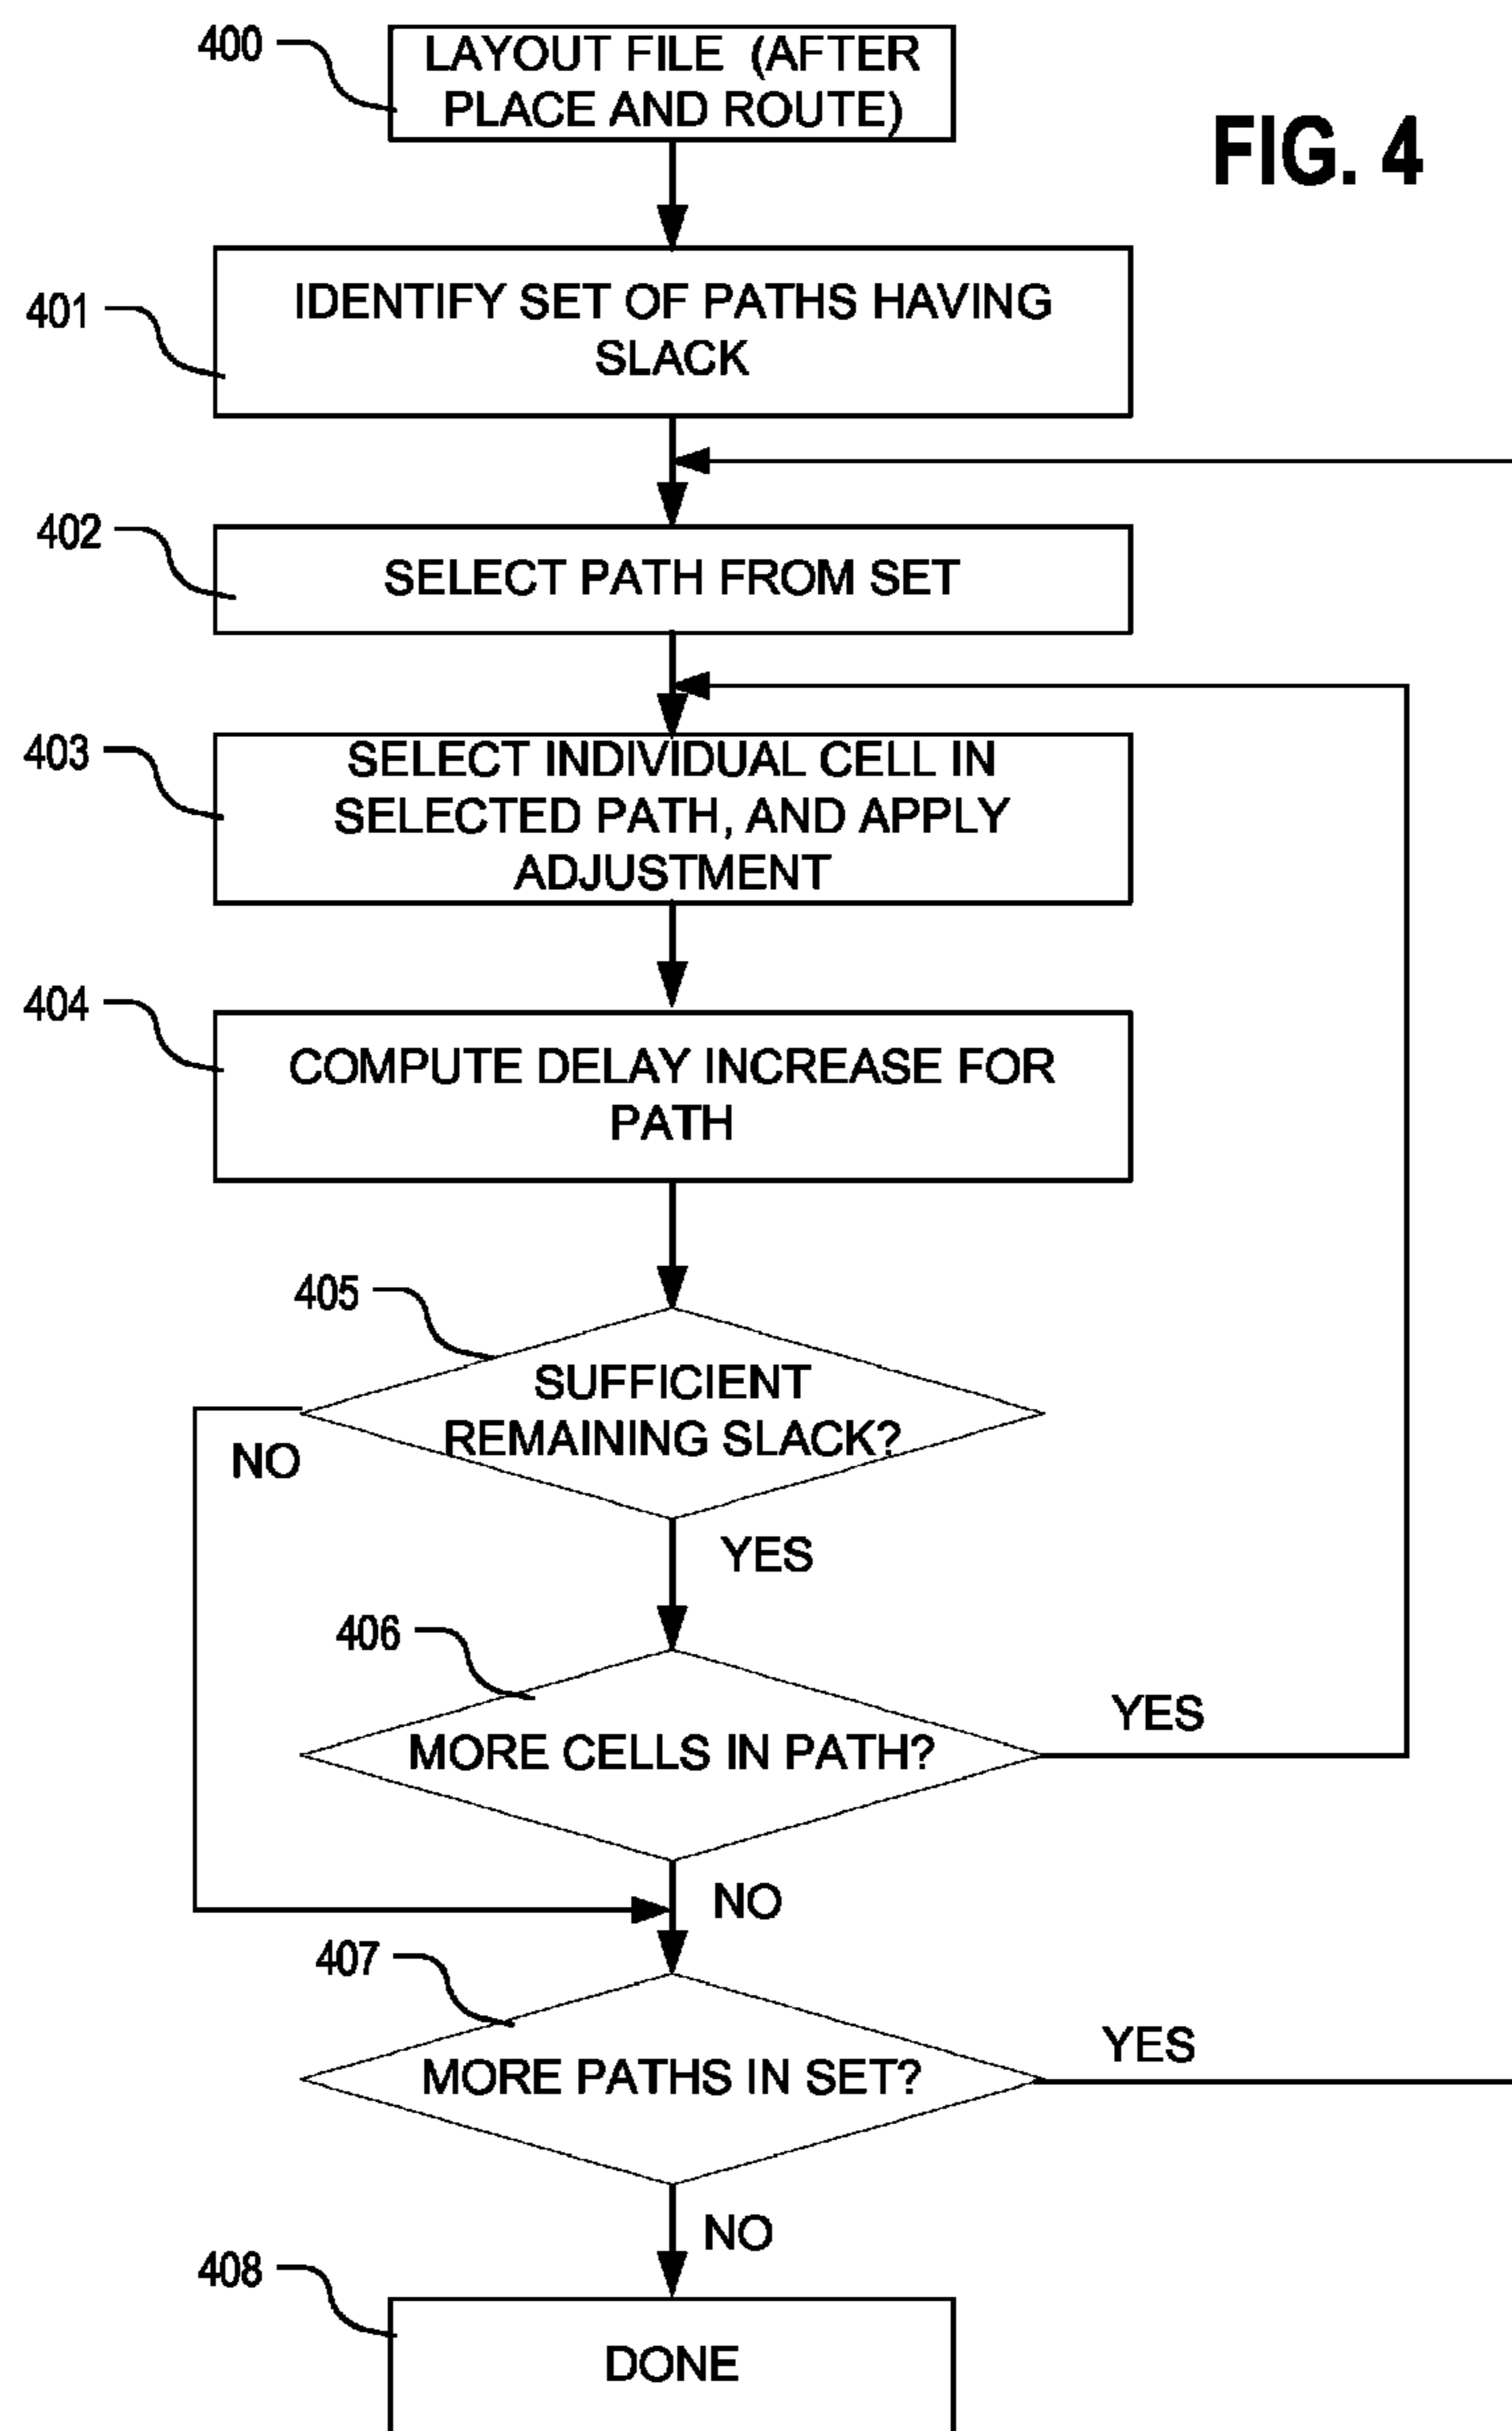 400
LAYOUT FILE (AFTER
PLACE AND ROUTE)
FIG. 4
401
IDENTIFY SET OF PATHS HAVING
SLACK
402
SELECT PATH FROM SET
403
SELECT INDIVIDUAL CELL IN
SELECTED PATH, AND APPLY
ADJUSTMENT
404
COMPUTE DELAY INCREASE FOR
PATH
405
SUFFICIENT
REMAINING SLACK?
NO
YES
406
MORE CELLS IN PATH?
YES
NO
407
MORE PATHS IN SET?
YES
NO
408
DONE